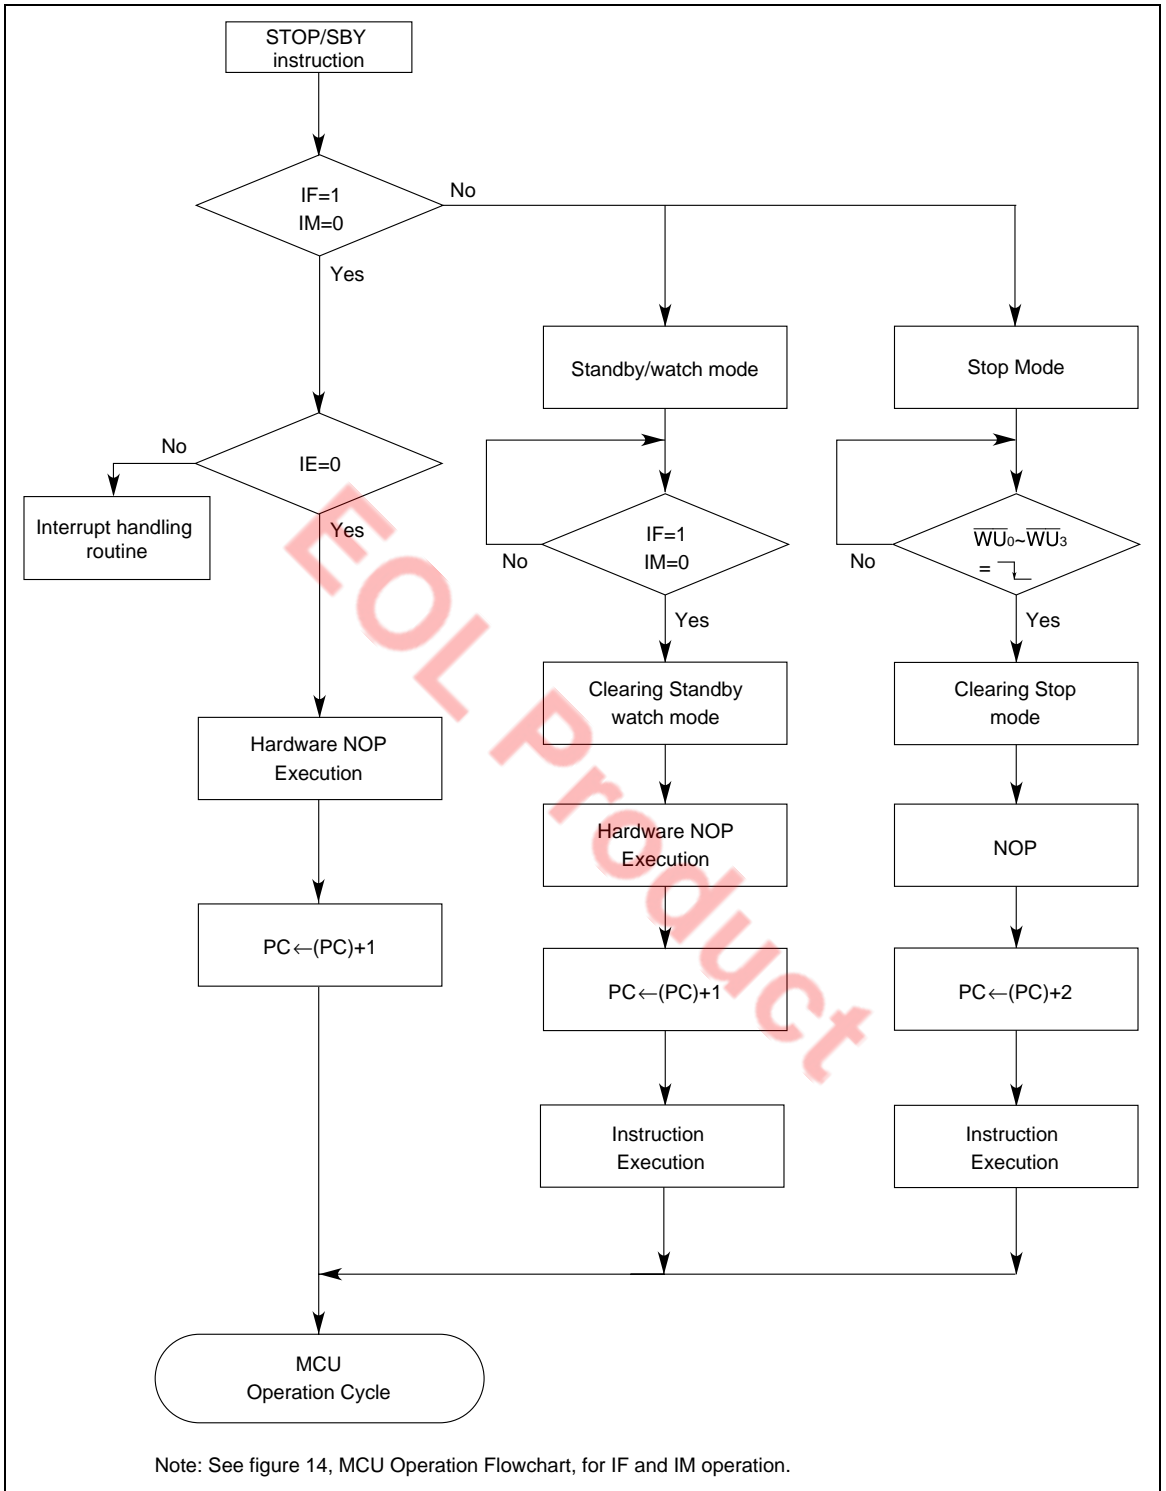 STOP/SBY
instruction
IF=1
IM=0
No
Yes
Standby/watch mode
Stop Mode
No
IE=0
Yes
Interrupt handling
routine
IF=1
IM=0
No
Yes
W̅U̅₀~W̅U̅₃
=
No
Yes
Clearing Standby
watch mode
Clearing Stop
mode
Hardware NOP
Execution
Hardware NOP
Execution
NOP
PC←(PC)+1
PC←(PC)+1
PC←(PC)+2
Instruction
Execution
Instruction
Execution
MCU
Operation Cycle
Note: See figure 14, MCU Operation Flowchart, for IF and IM operation.
EOL Product